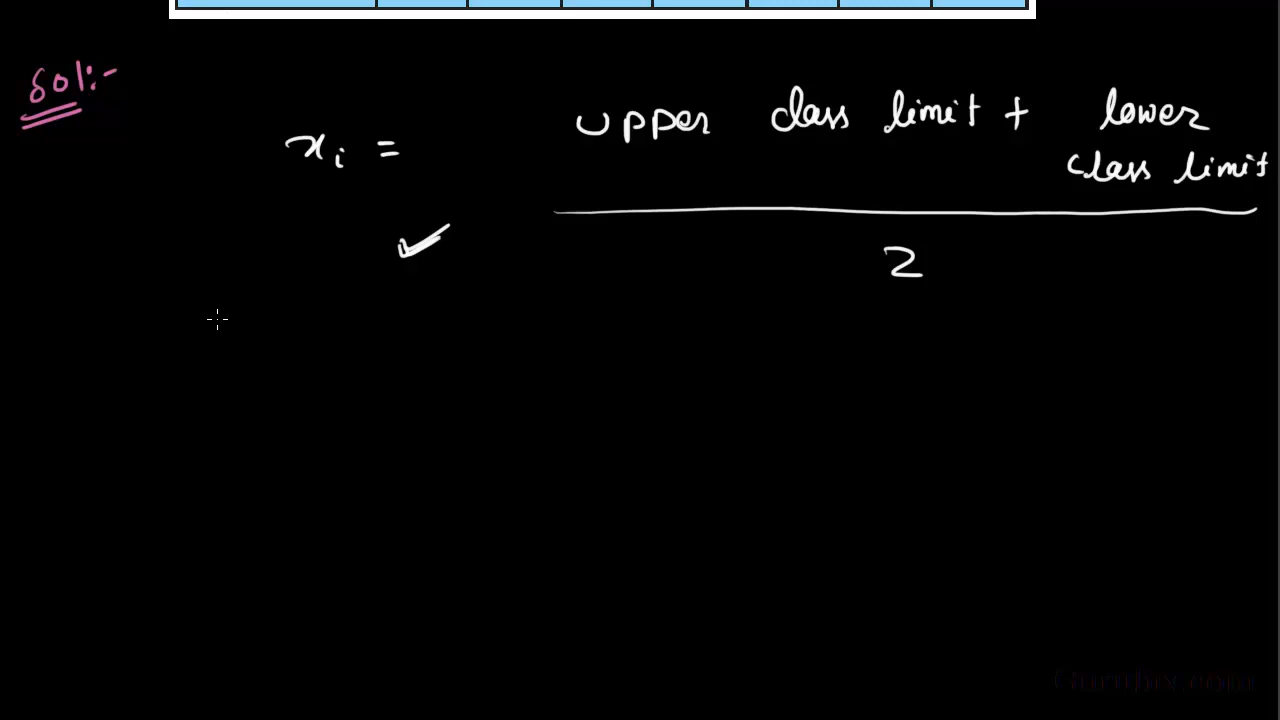 Sol:-
xᵢ = upper class limit + lower
class limit
2